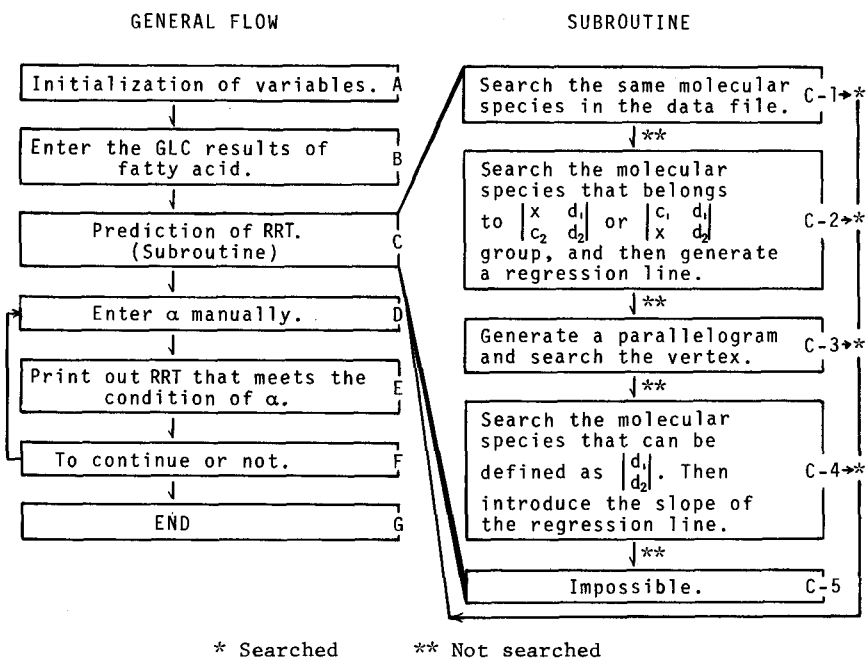 GENERAL FLOW
Initialization of variables. A
Enter the GLC results of
fatty acid.
B
Prediction of RRT.
(Subroutine)
C
Enter α manually. D
Print out RRT that meets the
condition of α.
E
To continue or not. F
END G
SUBROUTINE
Search the same molecular
species in the data file.
C-1→*
**
Search the molecular
species that belongs
to |x d₁| or |c₁ d₁|
|c₂ d₂| |x d₂|
group, and then generate
a regression line.
C-2→*
**
Generate a parallelogram
and search the vertex.
C-3→*
**
Search the molecular
species that can be
defined as |d₁|. Then
|d₂|
introduce the slope of
the regression line.
C-4→*
**
Impossible. C-5
* Searched ** Not searched